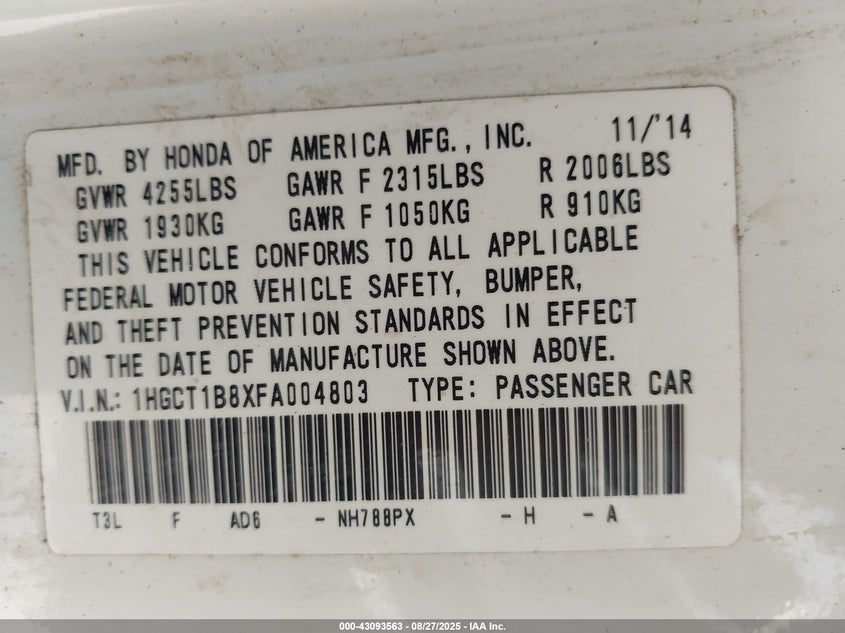 MFD. BY HONDA OF AMERICA MFG., INC. 11/'14
GVWR 4255LBS GAWR F 2315LBS R 2006LBS
GVWR 1930KG GAWR F 1050KG R 910KG
THIS VEHICLE CONFORMS TO ALL APPLICABLE
FEDERAL MOTOR VEHICLE SAFETY, BUMPER,
AND THEFT PREVENTION STANDARDS IN EFFECT
ON THE DATE OF MANUFACTURE SHOWN ABOVE.
V.I.N.: 1HGCT1B8XFA004803 TYPE: PASSENGER CAR
T3L F AD6 - NH788PX - H - A
000-43093563 - 08/27/2025 - IAA Inc.